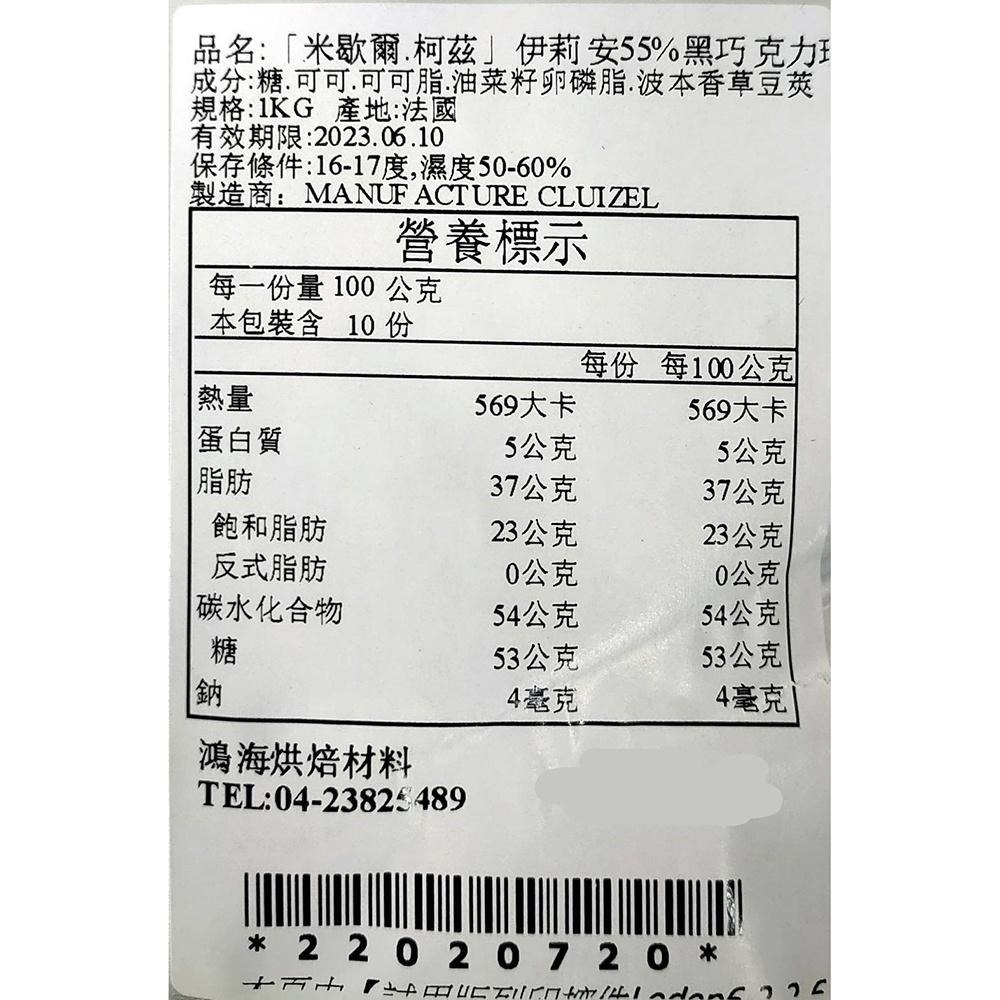 品名:「米歇爾.柯茲」伊莉安55%黑巧克力
成分:糖.可可.可可脂.油菜籽卵磷脂.波本香草豆莢
規格:1KG 產地:法國
有效期限:2023.06.10
保存條件:16-17度,濕度50-60%
製造商: MANUFACTURE CLUIZEL
營養標示
每一份量 100 公克
本包裝含 10 份
每份 每100公克
熱量 569大卡 569大卡
蛋白質 5公克 5公克
脂肪 37公克 37公克
飽和脂肪 23公克 23公克
反式脂肪 0公克 0公克
碳水化合物 54公克 54公克
糖 53公克 53公克
鈉 4毫克 4毫克
鴻海烘焙材料
TEL:04-23825489
*22020720*